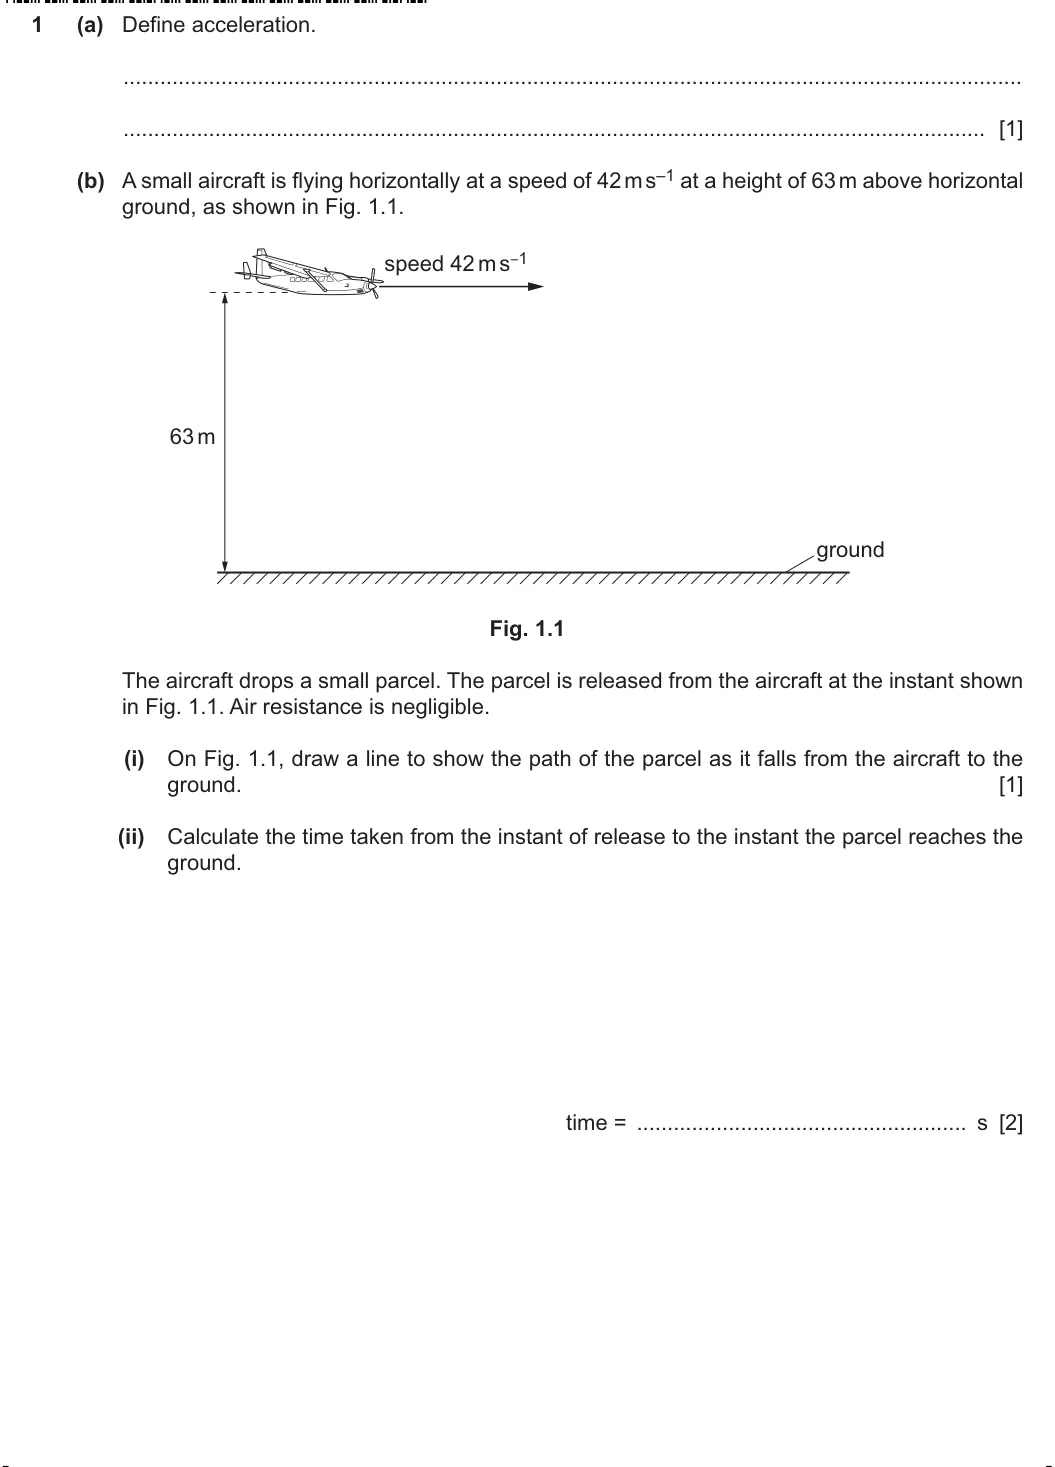 1 (a) Define acceleration.
....................................................................................................................................................
.............................................................................................................................................. [1]
(b) A small aircraft is flying horizontally at a speed of 42 m s⁻¹ at a height of 63 m above horizontal
ground, as shown in Fig. 1.1.
speed 42 m s⁻¹
63 m
ground
Fig. 1.1
The aircraft drops a small parcel. The parcel is released from the aircraft at the instant shown
in Fig. 1.1. Air resistance is negligible.
(i) On Fig. 1.1, draw a line to show the path of the parcel as it falls from the aircraft to the
ground. [1]
(ii) Calculate the time taken from the instant of release to the instant the parcel reaches the
ground.
time = ...................................................... s [2]